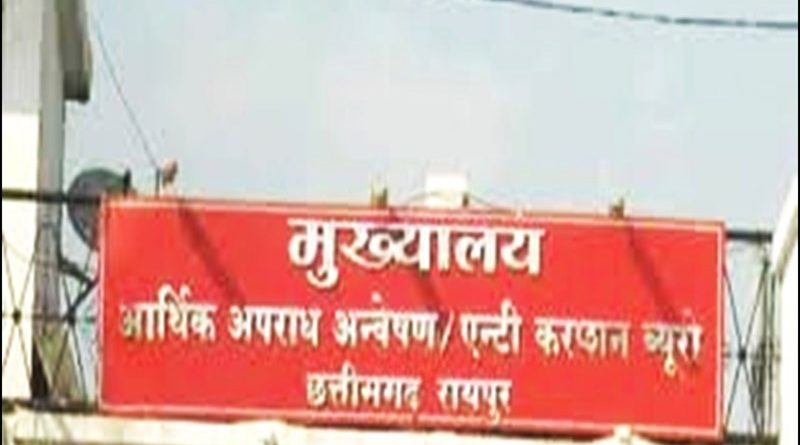 मुख्यालय
आर्थिक अपराध अन्वेषण/एन्टी करप्शन ब्यूरो
छत्तीसगढ़ रायपुर